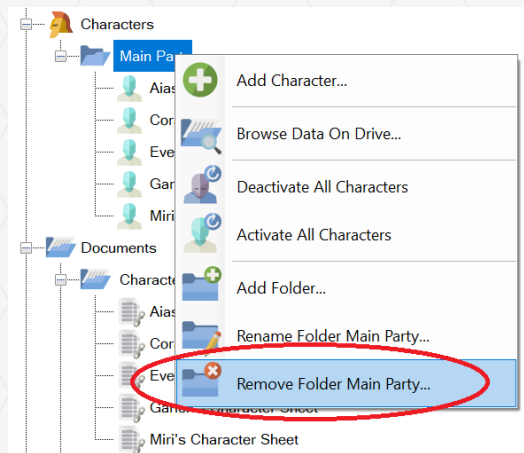 Characters
Main Par
Add Character...
Aias
Browse Data On Drive...
Cor
Eve
Deactivate All Characters
Gar
Miri
Activate All Characters
Documents
Add Folder...
Characte
Aias
Rename Folder Main Party...
Cor
Remove Folder Main Party...
Eve
Character Sheet
Miri's Character Sheet